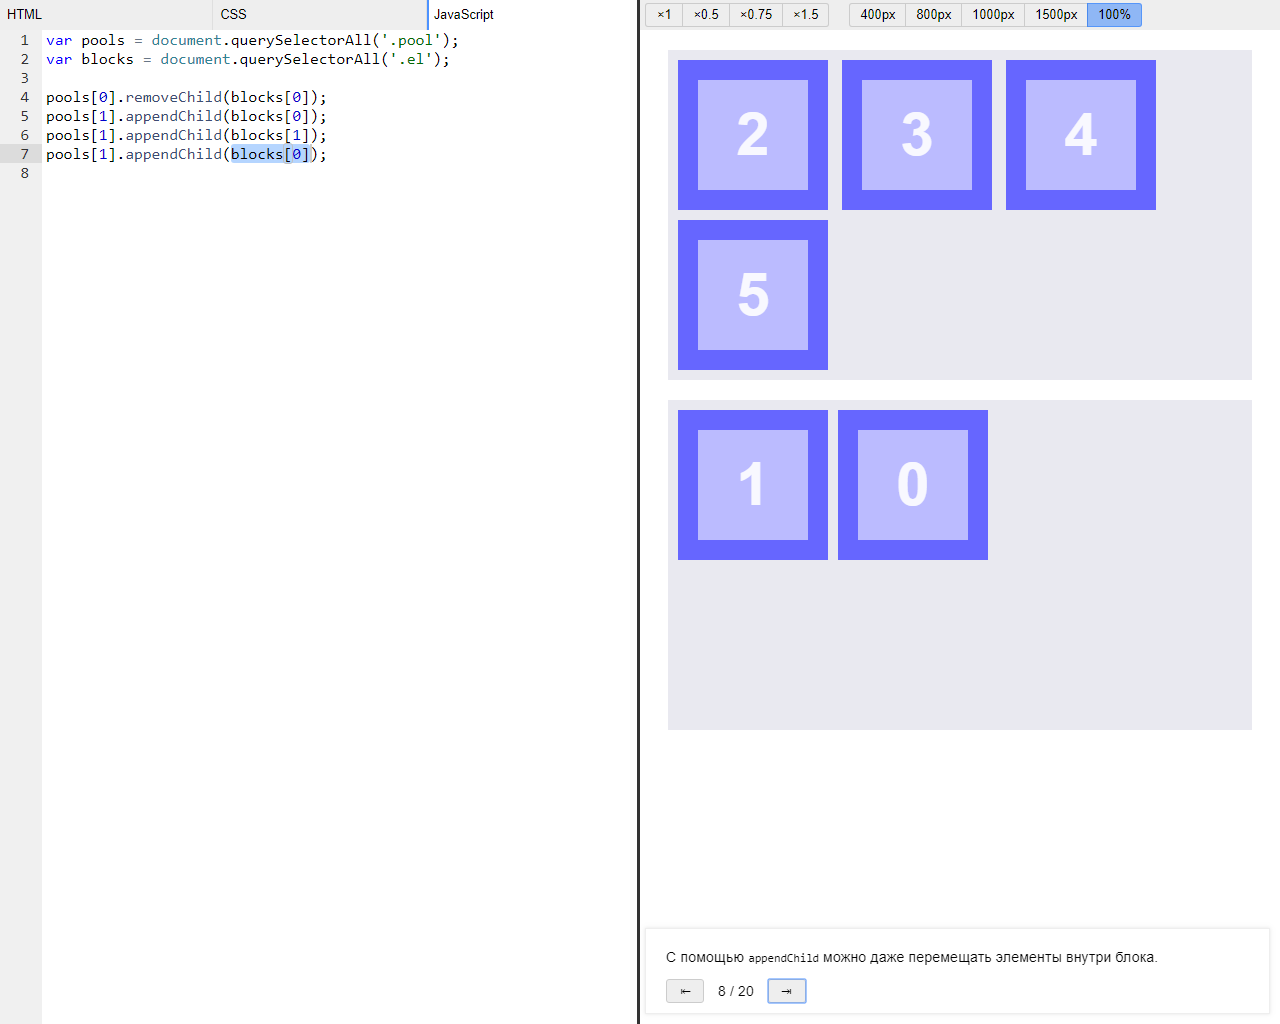 HTML CSS JavaScript
1 var pools = document.querySelectorAll('.pool');
2 var blocks = document.querySelectorAll('.el');
3
4 pools[0].removeChild(blocks[0]);
5 pools[1].appendChild(blocks[0]);
6 pools[1].appendChild(blocks[1]);
7 pools[1].appendChild(blocks[0]);
8
×1 ×0.5 ×0.75 ×1.5 400px 800px 1000px 1500px 100%
2 3 4
5
1 0
С помощью appendChild можно даже перемещать элементы внутри блока.
⇤ 8 / 20 ⇥